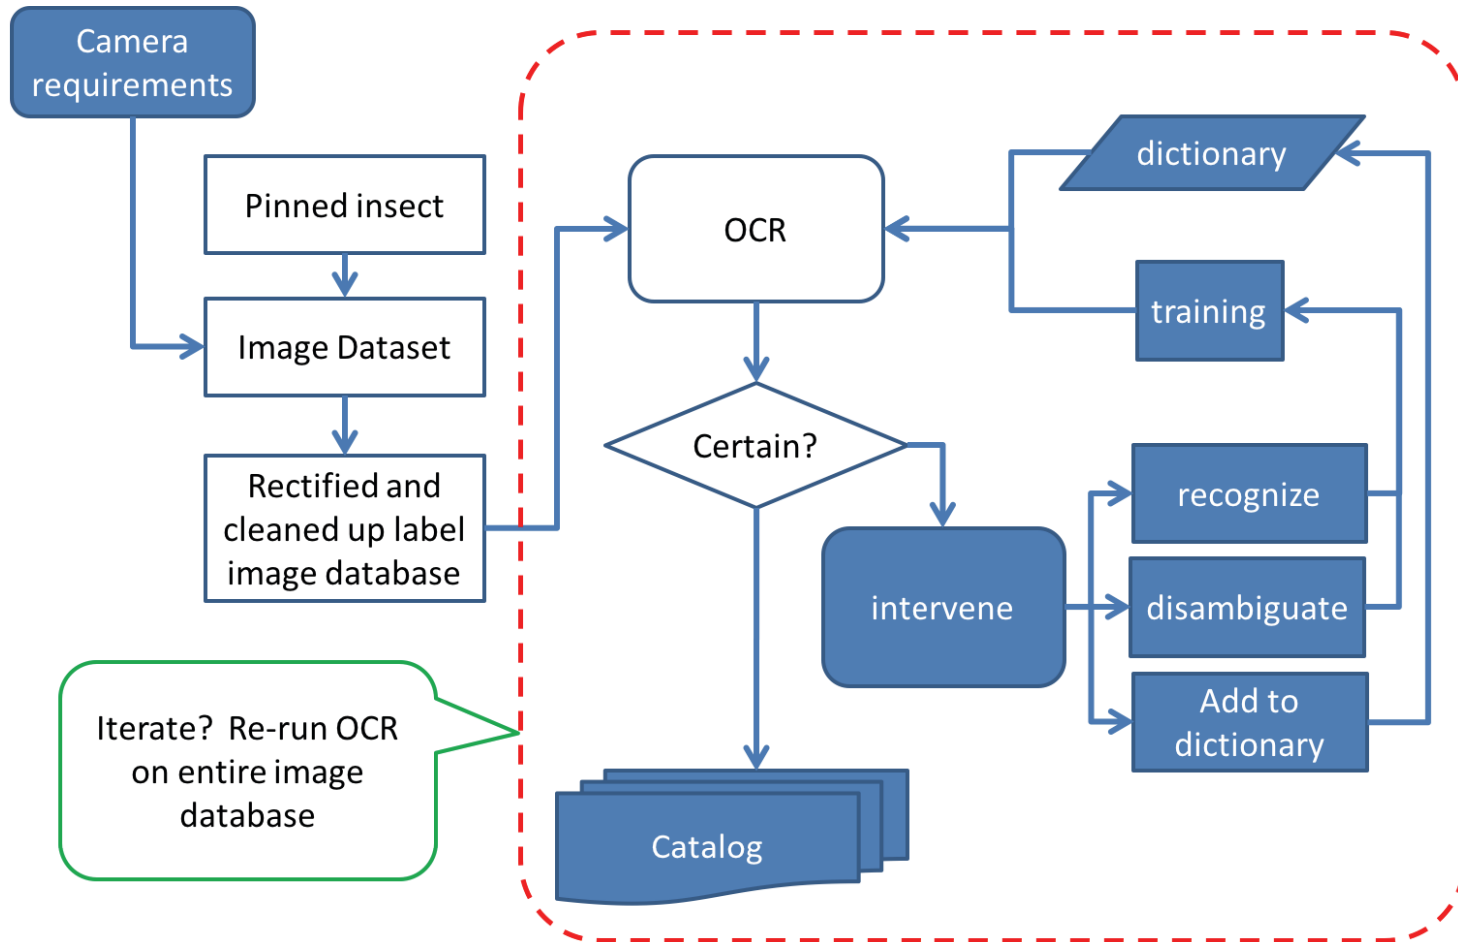 Camera
requirements
Pinned insect
Image Dataset
Rectified and
cleaned up label
image database
Iterate?  Re-run OCR
on entire image
database
OCR
Certain?
Catalog
intervene
dictionary
training
recognize
disambiguate
Add to
dictionary